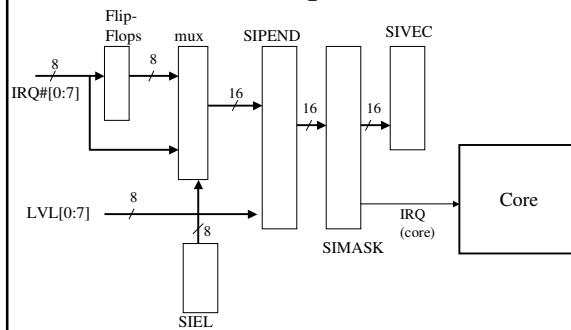 Flip-
Flops
mux
SIPEND
SIVEC
8
8
16
16
16
IRQ#[0:7]
Core
LVL[0:7]
8
8
IRQ
(core)
SIMASK
SIEL